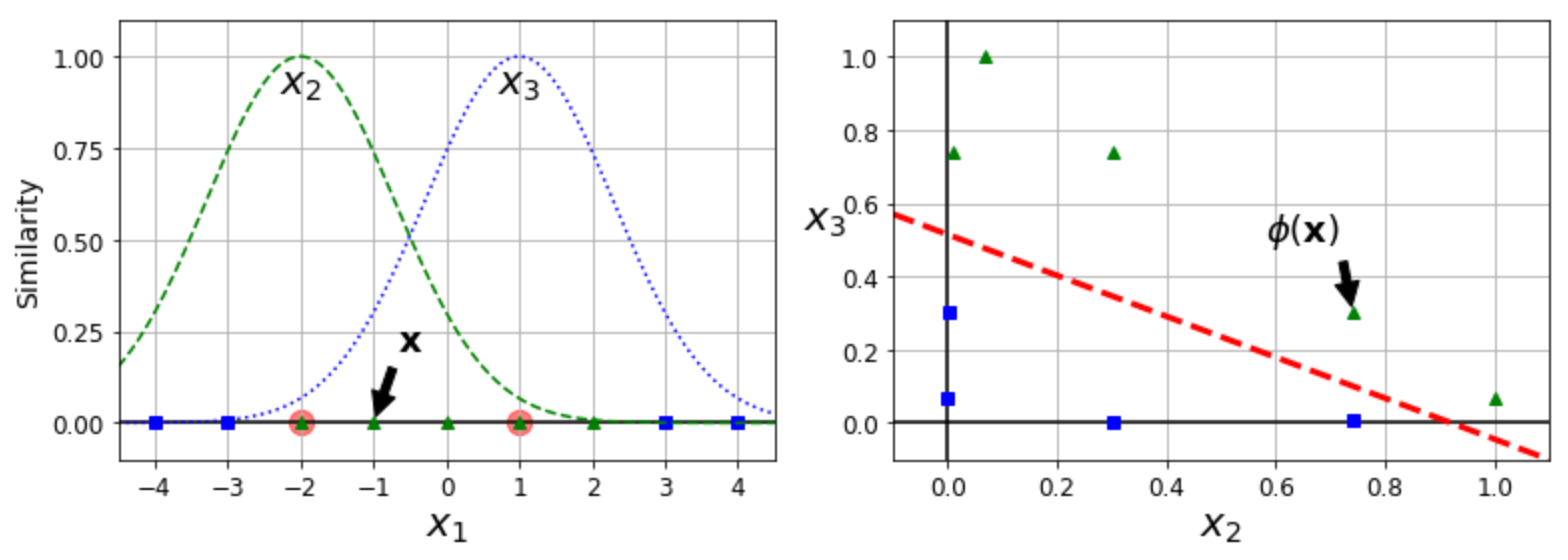 1.00
0.75
0.50
0.25
0.00
Similarity
x₂
x₃
x
−4 −3 −2 −1 0 1 2 3 4
x₁
1.0
0.8
0.6
0.4
0.2
0.0
x₃
ϕ(x)
0.0 0.2 0.4 0.6 0.8 1.0
x₂